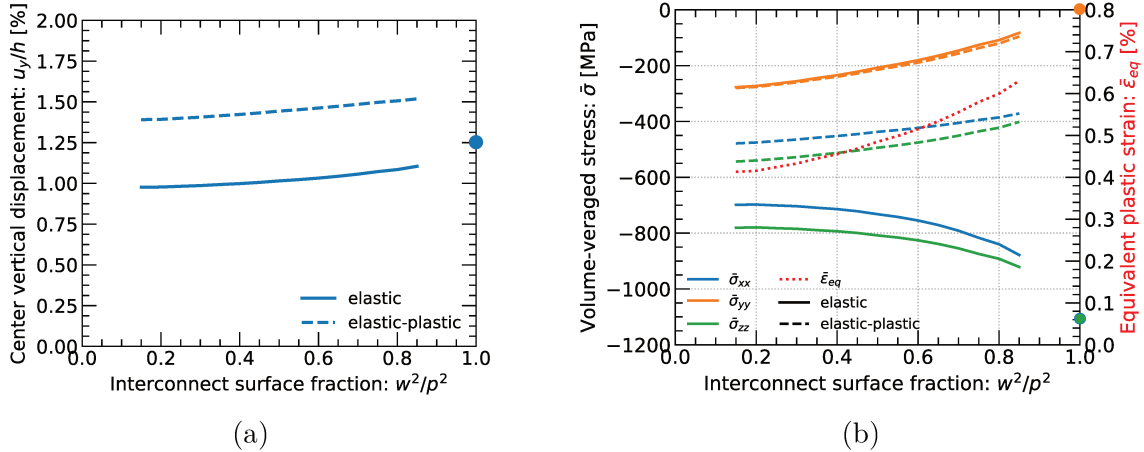 2.00
1.75
1.50
1.25
1.00
0.75
0.50
0.25
0.00
0.0 0.2 0.4 0.6 0.8 1.0
Center vertical displacement: u_y/h [%]
Interconnect surface fraction: w²/p²
elastic
elastic-plastic
(a)
0
−200
−400
−600
−800
−1000
−1200
0.0 0.2 0.4 0.6 0.8 1.0
Volume-veraged stress: σ̄ [MPa]
Interconnect surface fraction: w²/p²
0.8
0.7
0.6
0.5
0.4
0.3
0.2
0.1
0.0
Equivalent plastic strain: ε̄_eq [%]
σ̄_xx ε̄_eq
σ̄_yy elastic
σ̄_zz elastic-plastic
(b)